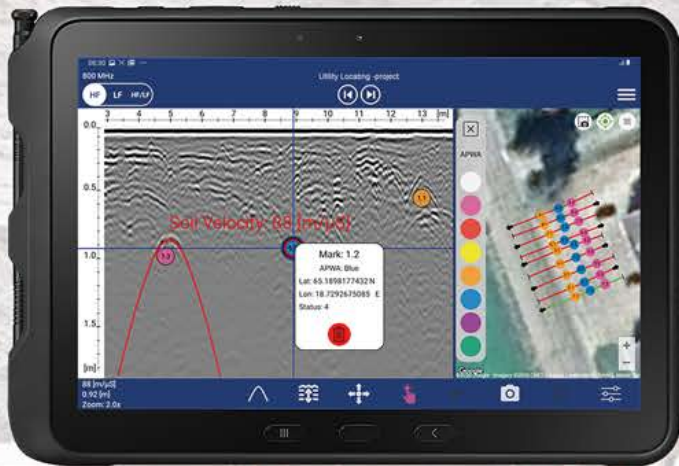 06:30
800 MHz
Utility Locating -project
HF LF HF/LF
3 4 5 6 7 8 9 10 11 12 13 [m]
0.0
0.5
1.0
1.5
[m]
Soil Velocity: 88 [m/µS]
1.3
1.1
Mark: 1.2
APWA: Blue
Lat: 65.1898177432 N
Lon: 18.7292675085 E
Status: 4
APWA
Google
+
−
88 [m/µS]
0.92 [m]
Zoom: 2.0x